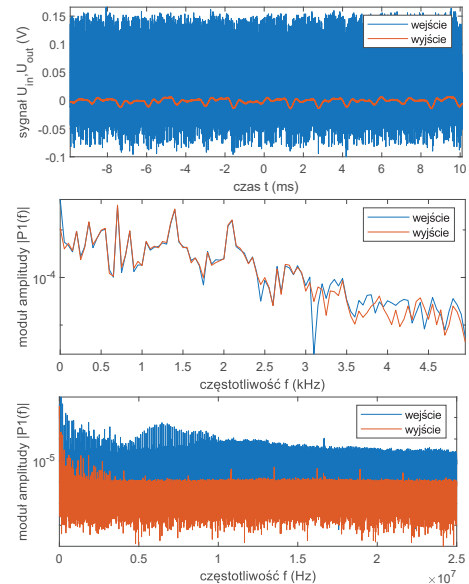 0.15
0.1
0.05
0
-0.05
-0.1
sygnał U_in,U_out (V)
wejście
wyjście
-8 -6 -4 -2 0 2 4 6 8 10
czas t (ms)
moduł amplitudy |P1(f)|
10^-4
wejście
wyjście
0 0.5 1 1.5 2 2.5 3 3.5 4 4.5
częstotliwość f (kHz)
moduł amplitudy |P1(f)|
10^-5
wejście
wyjście
0 0.5 1 1.5 2 2.5
częstotliwość f (Hz)
×10^7